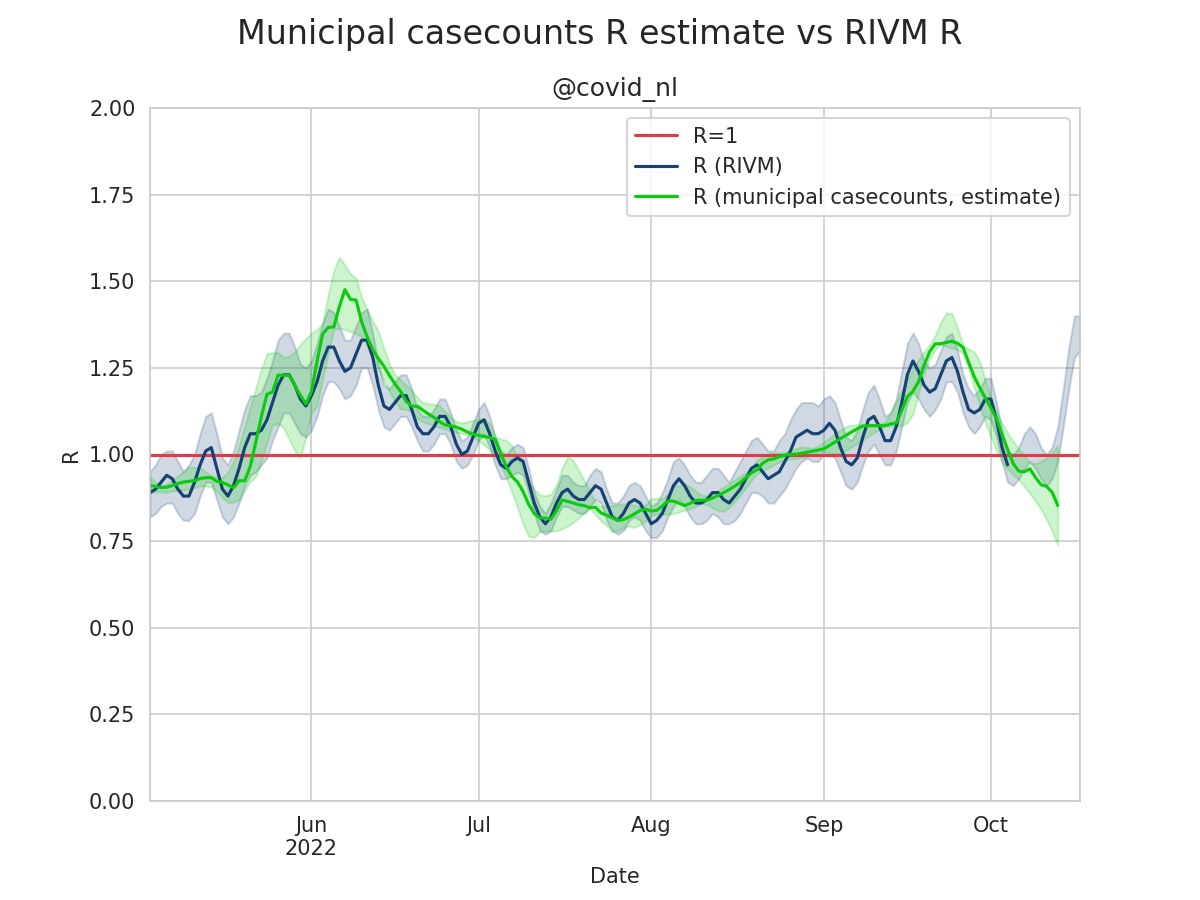 Municipal casecounts R estimate vs RIVM R
@covid_nl
R=1
R (RIVM)
R (municipal casecounts, estimate)
2.00
1.75
1.50
1.25
1.00
0.75
0.50
0.25
0.00
R
Jun
2022
Jul
Aug
Sep
Oct
Date